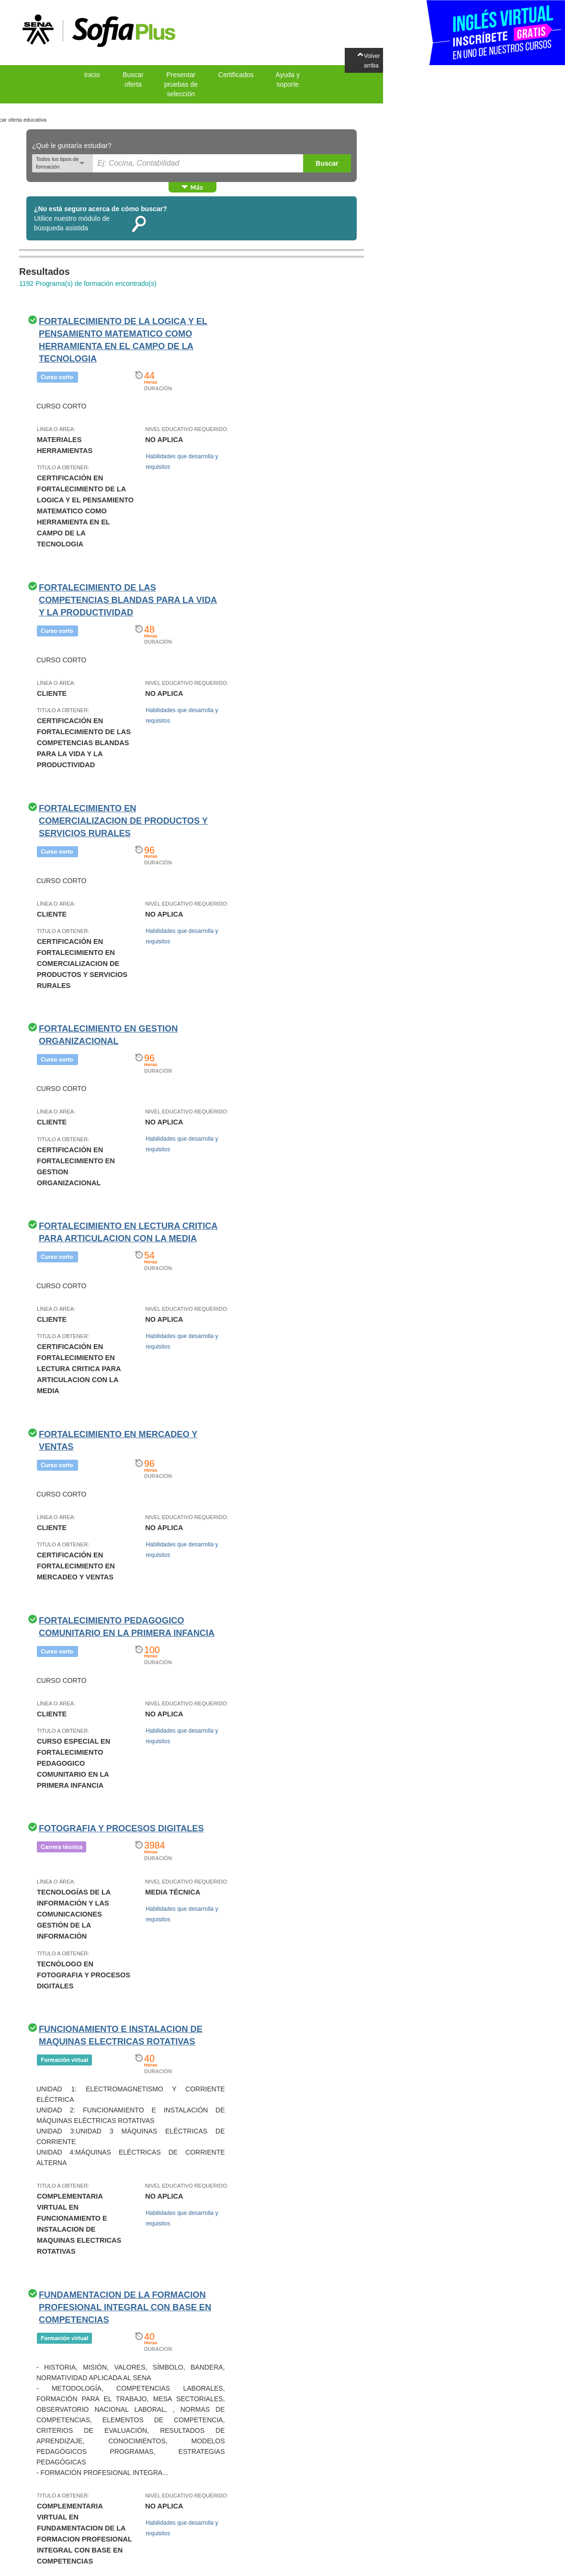 SENA
SofiaPlus
INGLÉS VIRTUAL
INSCRÍBETE GRATIS
EN UNO DE NUESTROS CURSOS
Volver
arriba
Inicio
Buscar
oferta
Presentar
pruebas de
selección
Certificados
Ayuda y
soporte
car oferta educativa
¿Qué le gustaría estudiar?
Todos los tipos de
formación
Ej: Cocina, Contabilidad
Buscar
Más
¿No está seguro acerca de cómo buscar?
Utilice nuestro módulo de
búsqueda asistida
Resultados
1192 Programa(s) de formación encontrado(s)
FORTALECIMIENTO DE LA LOGICA Y EL
PENSAMIENTO MATEMATICO COMO
HERRAMIENTA EN EL CAMPO DE LA
TECNOLOGIA
Curso corto
44
Horas
DURACIÓN
CURSO CORTO
LÍNEA O ÁREA:
MATERIALES
HERRAMIENTAS
NIVEL EDUCATIVO REQUERIDO:
NO APLICA
Habilidades que desarrolla y
requisitos
TITULO A OBTENER:
CERTIFICACIÓN EN
FORTALECIMIENTO DE LA
LOGICA Y EL PENSAMIENTO
MATEMATICO COMO
HERRAMIENTA EN EL
CAMPO DE LA
TECNOLOGIA
FORTALECIMIENTO DE LAS
COMPETENCIAS BLANDAS PARA LA VIDA
Y LA PRODUCTIVIDAD
Curso corto
48
Horas
DURACIÓN
CURSO CORTO
LÍNEA O ÁREA:
CLIENTE
NIVEL EDUCATIVO REQUERIDO:
NO APLICA
Habilidades que desarrolla y
requisitos
TITULO A OBTENER:
CERTIFICACIÓN EN
FORTALECIMIENTO DE LAS
COMPETENCIAS BLANDAS
PARA LA VIDA Y LA
PRODUCTIVIDAD
FORTALECIMIENTO EN
COMERCIALIZACION DE PRODUCTOS Y
SERVICIOS RURALES
Curso corto
96
Horas
DURACIÓN
CURSO CORTO
LÍNEA O ÁREA:
CLIENTE
NIVEL EDUCATIVO REQUERIDO:
NO APLICA
Habilidades que desarrolla y
requisitos
TITULO A OBTENER:
CERTIFICACIÓN EN
FORTALECIMIENTO EN
COMERCIALIZACION DE
PRODUCTOS Y SERVICIOS
RURALES
FORTALECIMIENTO EN GESTION
ORGANIZACIONAL
Curso corto
96
Horas
DURACIÓN
CURSO CORTO
LÍNEA O ÁREA:
CLIENTE
NIVEL EDUCATIVO REQUERIDO:
NO APLICA
Habilidades que desarrolla y
requisitos
TITULO A OBTENER:
CERTIFICACIÓN EN
FORTALECIMIENTO EN
GESTION
ORGANIZACIONAL
FORTALECIMIENTO EN LECTURA CRITICA
PARA ARTICULACION CON LA MEDIA
Curso corto
54
Horas
DURACIÓN
CURSO CORTO
LÍNEA O ÁREA:
CLIENTE
NIVEL EDUCATIVO REQUERIDO:
NO APLICA
Habilidades que desarrolla y
requisitos
TITULO A OBTENER:
CERTIFICACIÓN EN
FORTALECIMIENTO EN
LECTURA CRITICA PARA
ARTICULACION CON LA
MEDIA
FORTALECIMIENTO EN MERCADEO Y
VENTAS
Curso corto
96
Horas
DURACIÓN
CURSO CORTO
LÍNEA O ÁREA:
CLIENTE
NIVEL EDUCATIVO REQUERIDO:
NO APLICA
Habilidades que desarrolla y
requisitos
TITULO A OBTENER:
CERTIFICACIÓN EN
FORTALECIMIENTO EN
MERCADEO Y VENTAS
FORTALECIMIENTO PEDAGOGICO
COMUNITARIO EN LA PRIMERA INFANCIA
Curso corto
100
Horas
DURACIÓN
CURSO CORTO
LÍNEA O ÁREA:
CLIENTE
NIVEL EDUCATIVO REQUERIDO:
NO APLICA
Habilidades que desarrolla y
requisitos
TITULO A OBTENER:
CURSO ESPECIAL EN
FORTALECIMIENTO
PEDAGOGICO
COMUNITARIO EN LA
PRIMERA INFANCIA
FOTOGRAFIA Y PROCESOS DIGITALES
Carrera técnica
3984
Horas
DURACIÓN
LÍNEA O ÁREA:
TECNOLOGÍAS DE LA
INFORMACIÓN Y LAS
COMUNICACIONES
GESTIÓN DE LA
INFORMACIÓN
NIVEL EDUCATIVO REQUERIDO:
MEDIA TÉCNICA
Habilidades que desarrolla y
requisitos
TITULO A OBTENER:
TECNÓLOGO EN
FOTOGRAFIA Y PROCESOS
DIGITALES
FUNCIONAMIENTO E INSTALACION DE
MAQUINAS ELECTRICAS ROTATIVAS
Formación virtual
40
Horas
DURACIÓN
UNIDAD 1: ELECTROMAGNETISMO Y CORRIENTE
ELÉCTRICA
UNIDAD 2: FUNCIONAMIENTO E INSTALACIÓN DE
MÁQUINAS ELÉCTRICAS ROTATIVAS
UNIDAD 3:UNIDAD 3 MÁQUINAS ELÉCTRICAS DE
CORRIENTE
UNIDAD 4:MÁQUINAS ELÉCTRICAS DE CORRIENTE
ALTERNA
TITULO A OBTENER:
COMPLEMENTARIA
VIRTUAL EN
FUNCIONAMIENTO E
INSTALACION DE
MAQUINAS ELECTRICAS
ROTATIVAS
NIVEL EDUCATIVO REQUERIDO:
NO APLICA
Habilidades que desarrolla y
requisitos
FUNDAMENTACION DE LA FORMACION
PROFESIONAL INTEGRAL CON BASE EN
COMPETENCIAS
Formación virtual
40
Horas
DURACIÓN
- HISTORIA, MISIÓN, VALORES, SÍMBOLO, BANDERA,
NORMATIVIDAD APLICADA AL SENA
- METODOLOGÍA, COMPETENCIAS LABORALES,
FORMACIÓN PARA EL TRABAJO, MESA SECTORIALES,
OBSERVATORIO NACIONAL LABORAL, , NORMAS DE
COMPETENCIAS, ELEMENTOS DE COMPETENCIA,
CRITERIOS DE EVALUACIÓN, RESULTADOS DE
APRENDIZAJE, CONOCIMIENTOS, MODELOS
PEDAGÓGICOS PROGRAMAS, ESTRATEGIAS
PEDAGÓGICAS
- FORMACIÓN PROFESIONAL INTEGRA...
TITULO A OBTENER:
COMPLEMENTARIA
VIRTUAL EN
FUNDAMENTACION DE LA
FORMACION PROFESIONAL
INTEGRAL CON BASE EN
COMPETENCIAS
NIVEL EDUCATIVO REQUERIDO:
NO APLICA
Habilidades que desarrolla y
requisitos